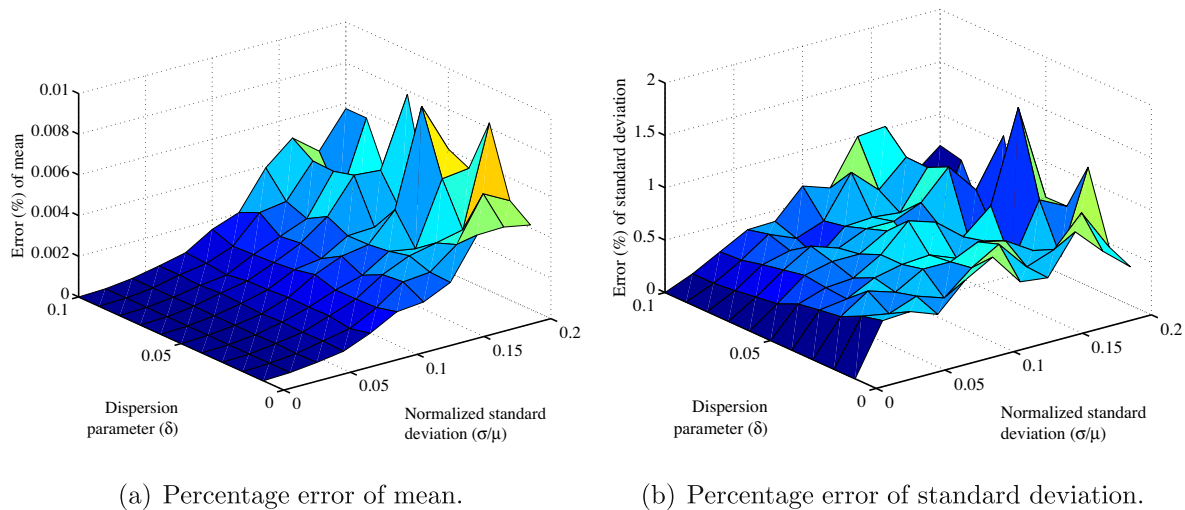 0.01
0.008
0.006
0.004
0.002
0
Error (%) of mean
0.1
0.05
0
Dispersion
parameter (δ)
0
0.05
0.1
0.15
0.2
Normalized standard
deviation (σ/μ)
(a) Percentage error of mean.
2
1.5
1
0.5
0
Error (%) of standard deviation
0.1
0.05
0
Dispersion
parameter (δ)
0
0.05
0.1
0.15
0.2
Normalized standard
deviation (σ/μ)
(b) Percentage error of standard deviation.